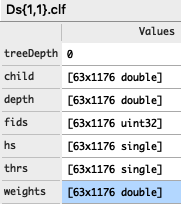 Ds{1,1}.clf
Values
treeDepth 0
child [63x1176 double]
depth [63x1176 double]
fids [63x1176 uint32]
hs [63x1176 single]
thrs [63x1176 single]
weights [63x1176 double]